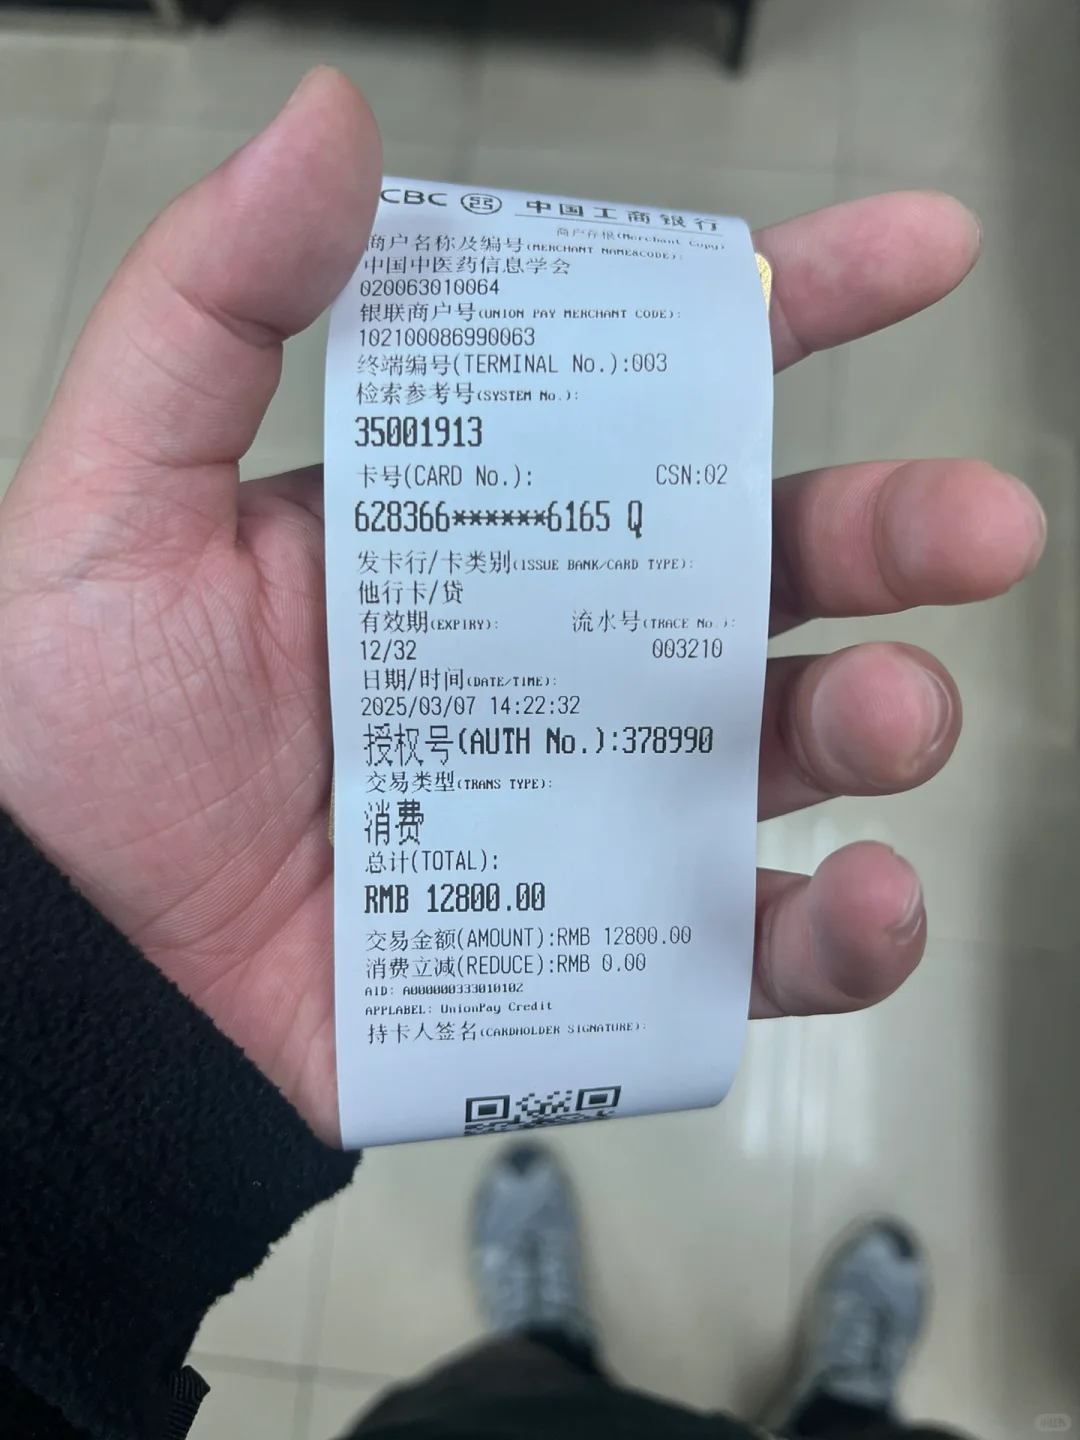 CBC 中国工商银行
商户存根(Merchant Copy)
商户名称及编号(MERCHANT NAME&CODE):
中国中医药信息学会
020063010064
银联商户号(UNION PAY MERCHANT CODE):
102100086990063
终端编号(TERMINAL No.):003
检索参考号(SYSTEM No.):
35001913
卡号(CARD No.): CSN:02
628366******6165 Q
发卡行/卡类别(ISSUE BANK/CARD TYPE):
他行卡/贷
有效期(EXPIRY): 流水号(TRACE No.):
12/32 003210
日期/时间(DATE/TIME):
2025/03/07 14:22:32
授权号(AUTH No.):378990
交易类型(TRANS TYPE):
消费
总计(TOTAL):
RMB 12800.00
交易金额(AMOUNT):RMB 12800.00
消费立减(REDUCE):RMB 0.00
AID: A000000333010102
APPLABEL: UnionPay Credit
持卡人签名(CARDHOLDER SIGNATURE):